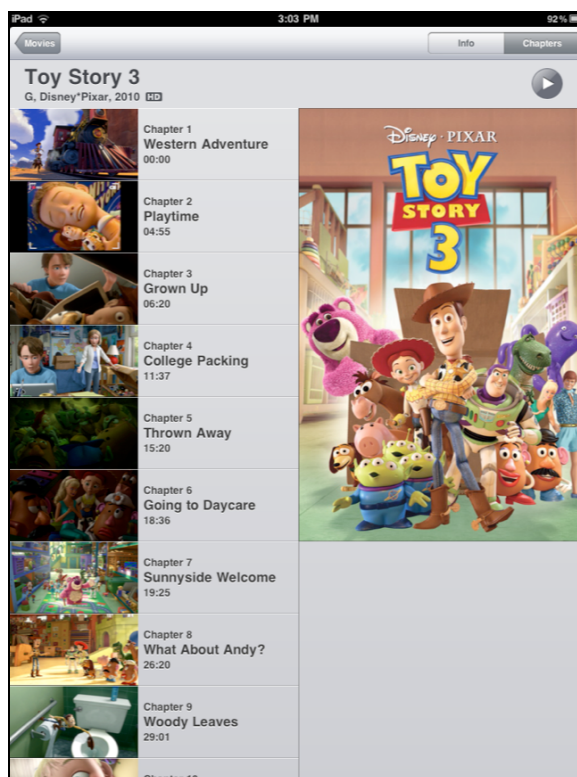 iPad 3:03 PM 92%
Movies Info Chapters
Toy Story 3
G, Disney*Pixar, 2010 HD
Chapter 1
Western Adventure
00:00
Chapter 2
Playtime
04:55
Chapter 3
Grown Up
06:20
Chapter 4
College Packing
11:37
Chapter 5
Thrown Away
15:20
Chapter 6
Going to Daycare
18:36
Chapter 7
Sunnyside Welcome
19:25
Chapter 8
What About Andy?
26:20
Chapter 9
Woody Leaves
29:01
Chapter 10
Disney · PIXAR
TOY
STORY
3